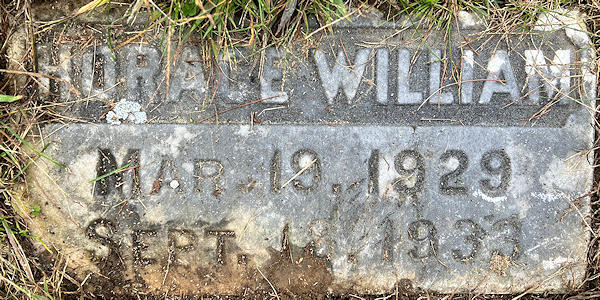 HORACE WILLIAM
MAR. 19, 1929
SEPT. 18, 1933